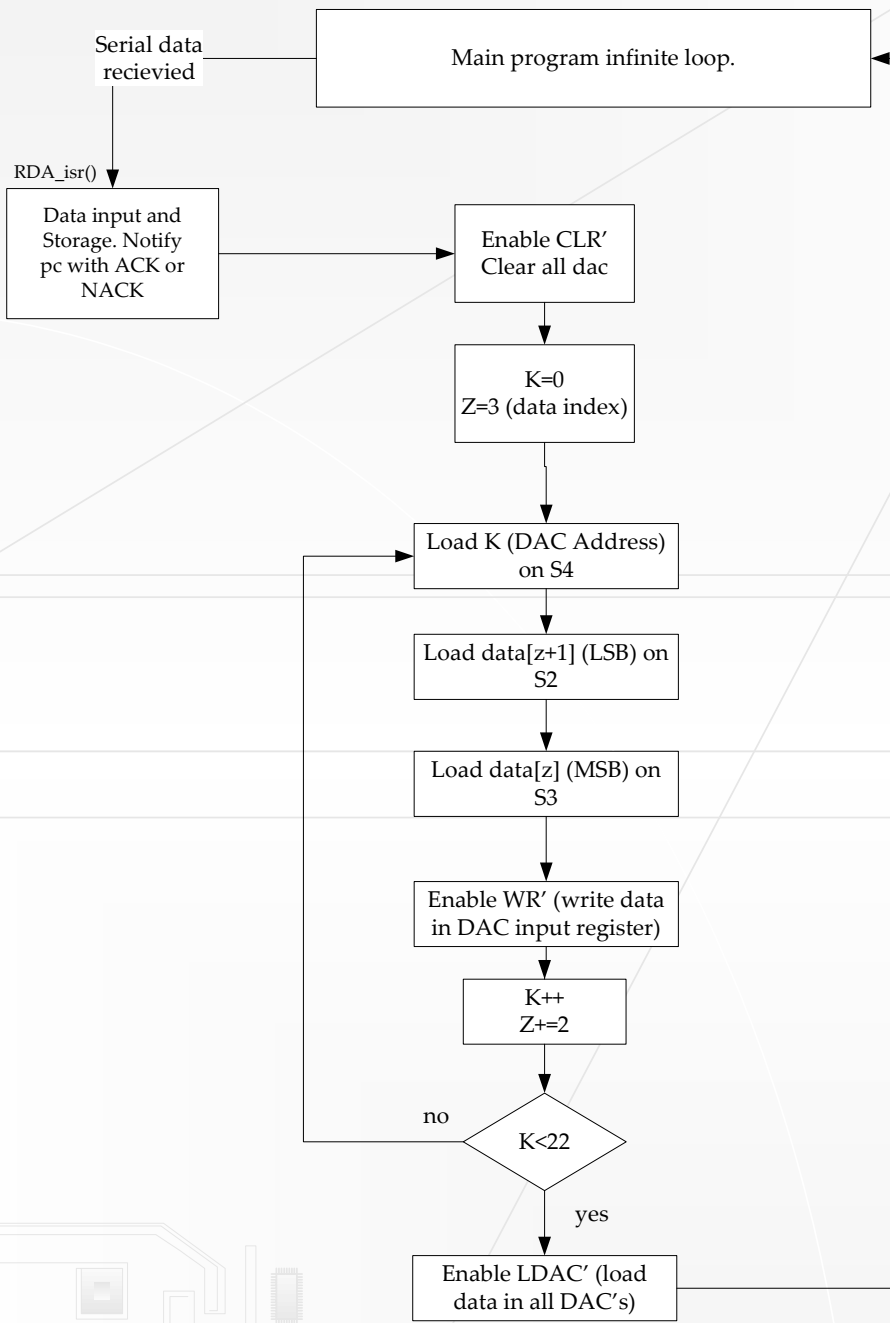 Main program infinite loop.
Serial data
recievied
RDA_isr()
Data input and
Storage. Notify
pc with ACK or
NACK
Enable CLR’
Clear all dac
K=0
Z=3 (data index)
Load K (DAC Address)
on S4
Load data[z+1] (LSB) on
S2
Load data[z] (MSB) on
S3
Enable WR’ (write data
in DAC input register)
K++
Z+=2
no
K<22
yes
Enable LDAC’ (load
data in all DAC’s)